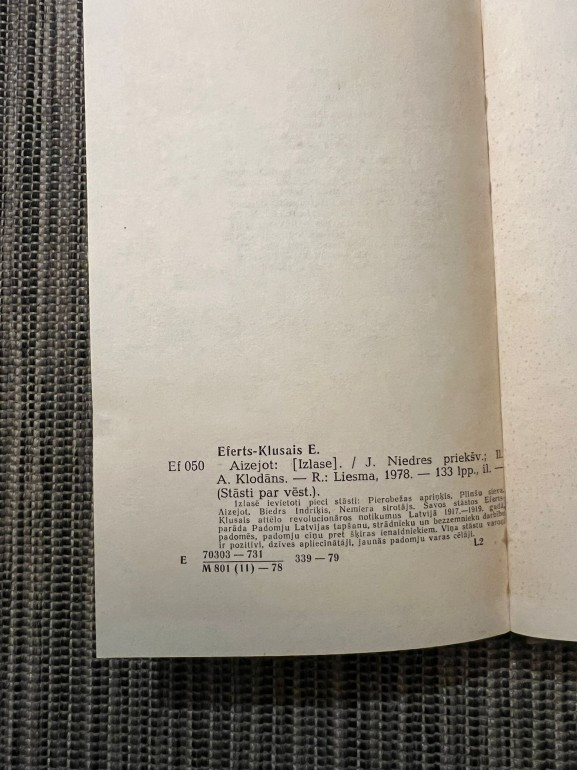 Eferts-Klusais E.
Ef 050 Aizejot: [Izlase]. / J. Niedres priekšv.; Il.
A. Klodāns. — R.: Liesma, 1978. — 133 lpp., il. —
(Stāsti par vēst.).
Izlasē ievietoti pieci stāsti: Pierobežas apriņķis, Plinšu sieva,
Aizejot, Biedrs Indriķis, Nemiera sirotājs. Savos stāstos Eferts-
Klusais attēlo revolucionāros notikumus Latvijā 1917.—1919. gadā,
parāda Padomju Latvijas tapšanu, strādnieku un bezzemnieku darbību
padomēs, padomju cīņu pret šķiras ienaidniekiem. Viņa stāstu varoņi
ir pozitīvi, dzīves apliecinātāji, jaunās padomju varas cēlāji.
E 70303—731 339—79 L2
M 801 (11)—78